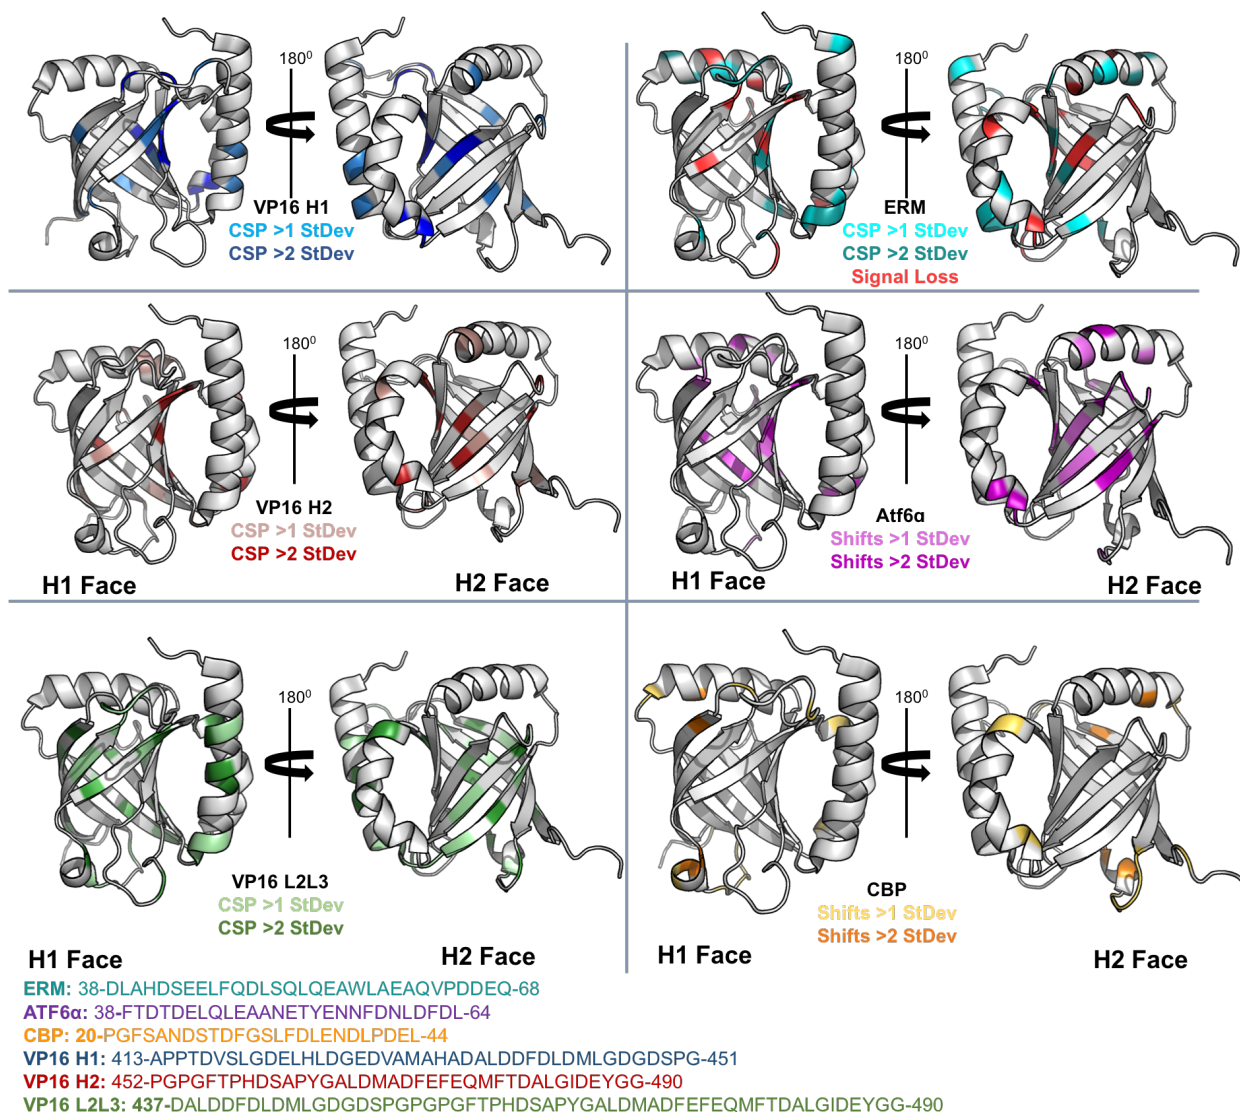 180⁰
VP16 H1
CSP >1 StDev
CSP >2 StDev
180⁰
ERM
CSP >1 StDev
CSP >2 StDev
Signal Loss
180⁰
VP16 H2
CSP >1 StDev
CSP >2 StDev
H1 Face
H2 Face
180⁰
Atf6α
Shifts >1 StDev
Shifts >2 StDev
H1 Face
H2 Face
180⁰
VP16 L2L3
CSP >1 StDev
CSP >2 StDev
H1 Face
H2 Face
180⁰
CBP
Shifts >1 StDev
Shifts >2 StDev
H1 Face
H2 Face
ERM: 38-DLAHDSEELFQDLSQLQEAWLAEAQVPDDEQ-68
ATF6α: 38-FTDTDELQLEAANETYENNFDNLDFDL-64
CBP: 20-PGFSANDSTDFGSLFDLENDLPDEL-44
VP16 H1: 413-APPTDVSLGDELHLDGEDVAMAHADALDDFDLDMLGDGDSPG-451
VP16 H2: 452-PGPGFTPHDSAPYGALDMADFEFEQMFTDALGIDEYGG-490
VP16 L2L3: 437-DALDDFDLDMLGDGDSPGPGPGFTPHDSAPYGALDMADFEFEQMFTDALGIDEYGG-490